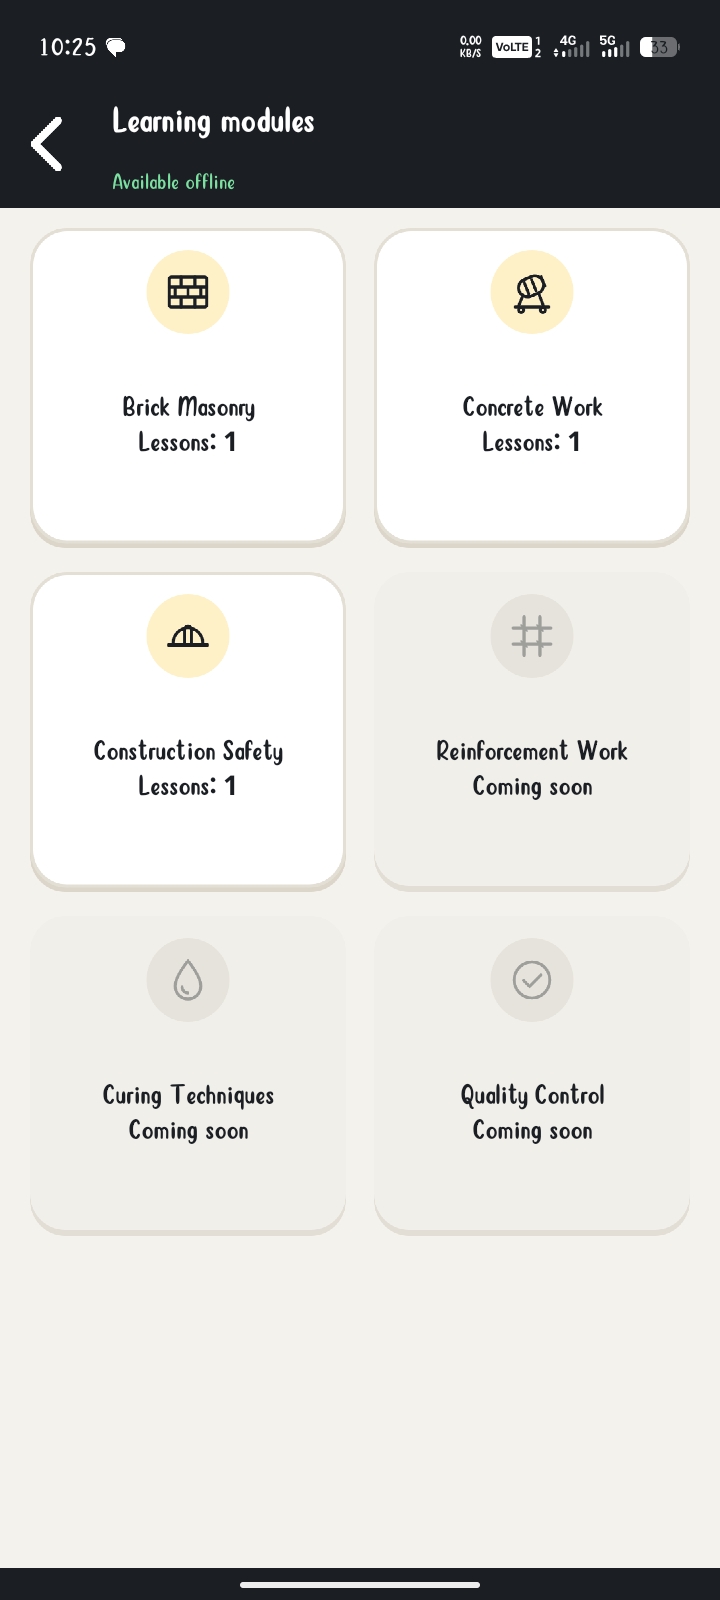 10:25
0.00 KB/S VoLTE 1 2 4G 5G 33
Learning modules
Available offline
Brick Masonry
Lessons: 1
Concrete Work
Lessons: 1
Construction Safety
Lessons: 1
Reinforcement Work
Coming soon
Curing Techniques
Coming soon
Quality Control
Coming soon